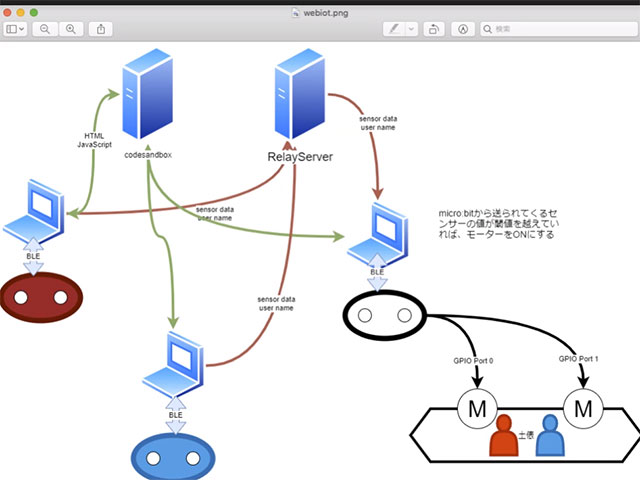 webiot.png
検索
HTML
JavaScript
codesandbox
RelayServer
sensor data
user name
sensor data
user name
micro:bitから送られてくるセ
ンサーの値が閾値を越えてい
れば、モーターをONにする
BLE
BLE
sensor data
user name
GPIO Port 0
GPIO Port 1
BLE
M
M
土俵